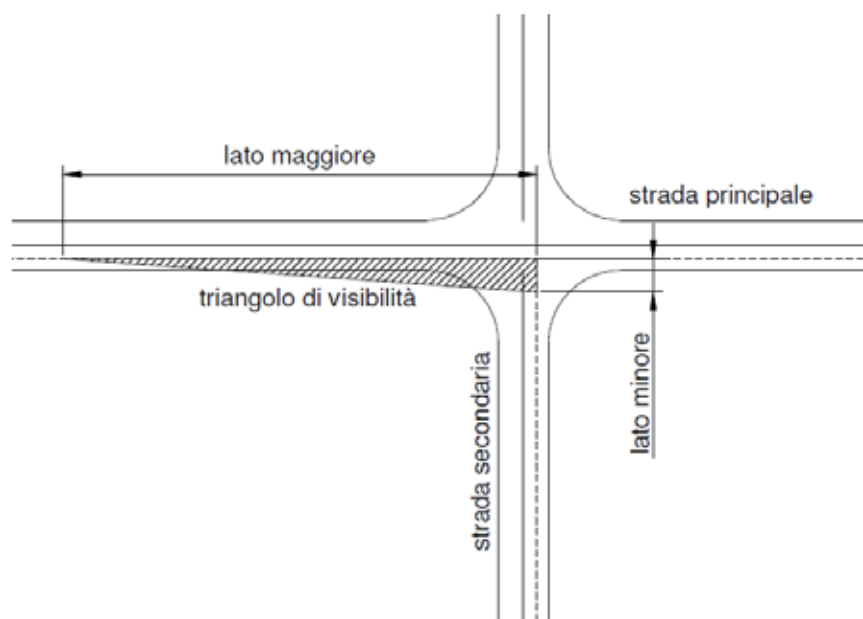 lato maggiore
strada principale
triangolo di visibilità
strada secondaria
lato minore